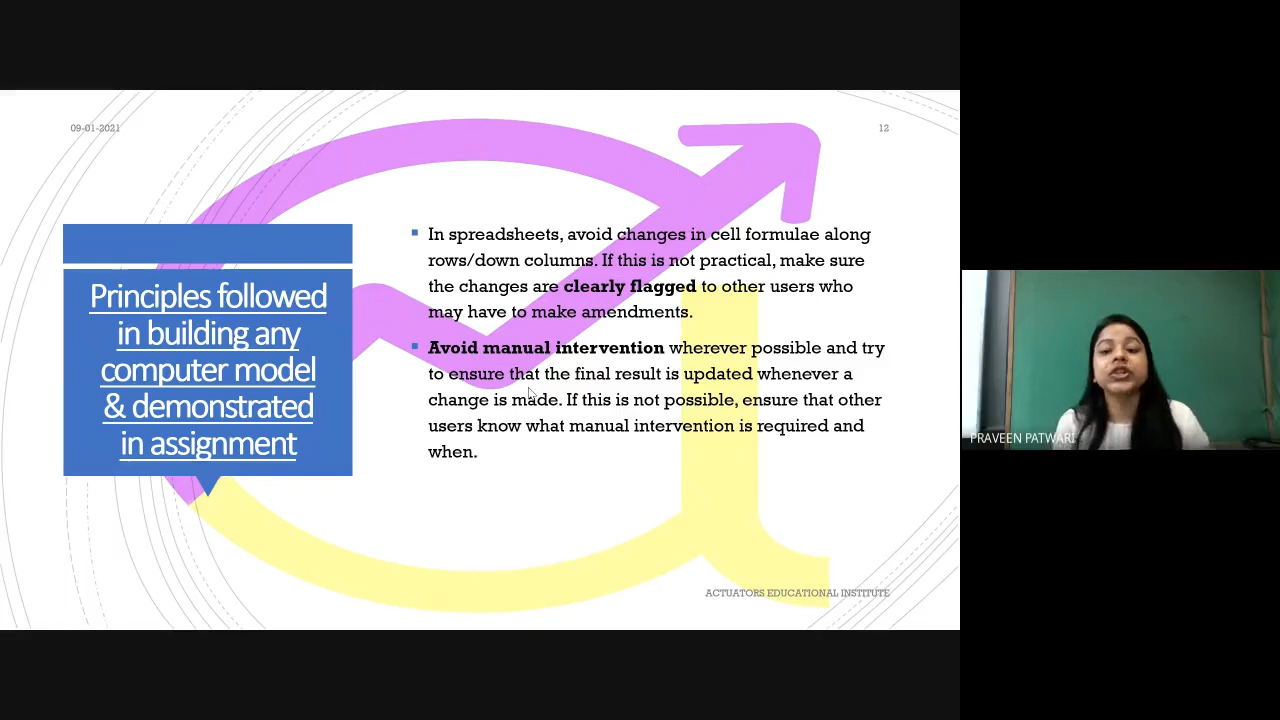 09-01-2021
12
Principles followed
in building any
computer model
& demonstrated
in assignment
In spreadsheets, avoid changes in cell formulae along
rows/down columns. If this is not practical, make sure
the changes are clearly flagged to other users who
may have to make amendments.
Avoid manual intervention wherever possible and try
to ensure that the final result is updated whenever a
change is made. If this is not possible, ensure that other
users know what manual intervention is required and
when.
ACTUATORS EDUCATIONAL INSTITUTE
PRAVEEN PATWARI